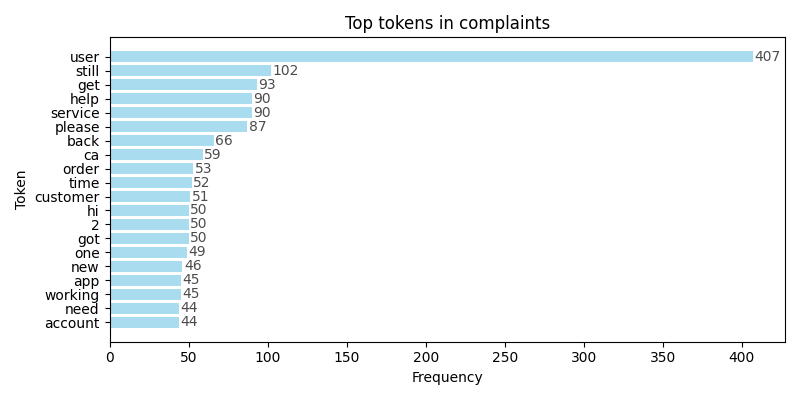 Top tokens in complaints
Token
user 407
still 102
get 93
help 90
service 90
please 87
back 66
ca 59
order 53
time 52
customer 51
hi 50
2 50
got 50
one 49
new 46
app 45
working 45
need 44
account 44
0 50 100 150 200 250 300 350 400
Frequency